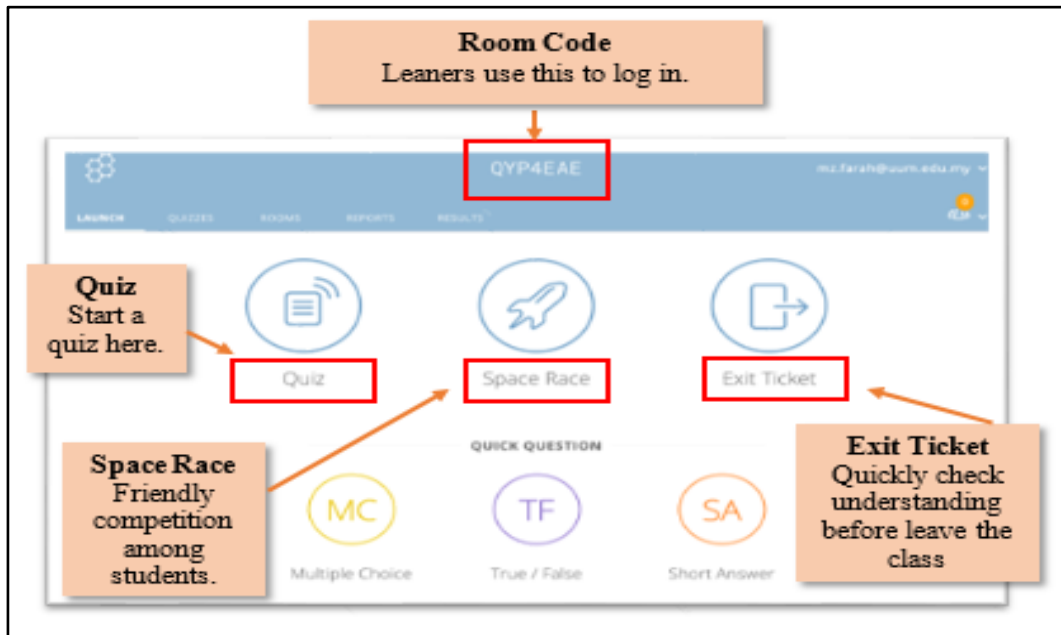 Room Code
Leaners use this to log in.
QYP4EAE
mc.farah@uum.edu.my
LAUNCH QUIZZES ROOMS REPORTS RESULTS
Quiz
Start a
quiz here.
Quiz
Space Race
Exit Ticket
QUICK QUESTION
Space Race
Friendly
competition
among
students.
MC
TF
SA
Multiple Choice
True / False
Short Answer
Exit Ticket
Quickly check
understanding
before leave the
class